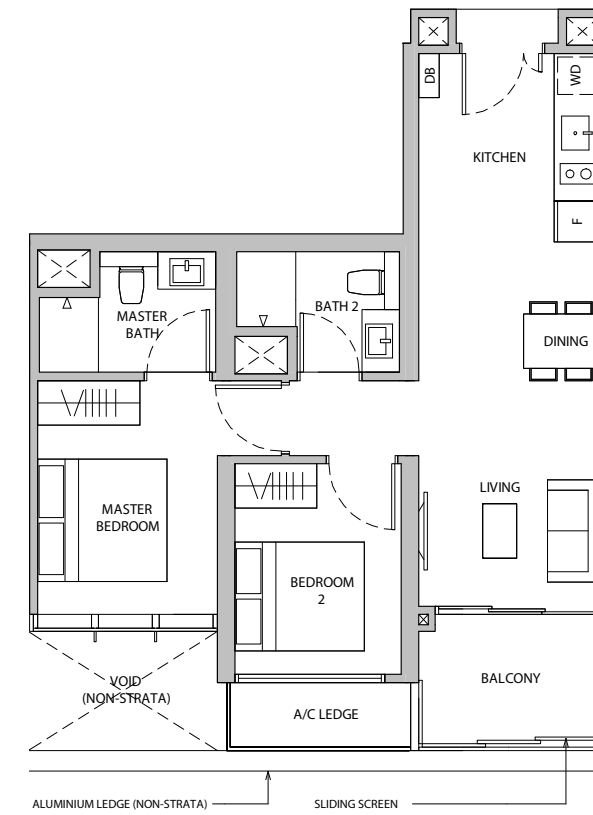 DB
WD
KITCHEN
F
BATH 2
MASTER
BATH
DINING
LIVING
MASTER
BEDROOM
BEDROOM
2
VOID
(NON-STRATA)
BALCONY
A/C LEDGE
ALUMINIUM LEDGE (NON-STRATA)
SLIDING SCREEN